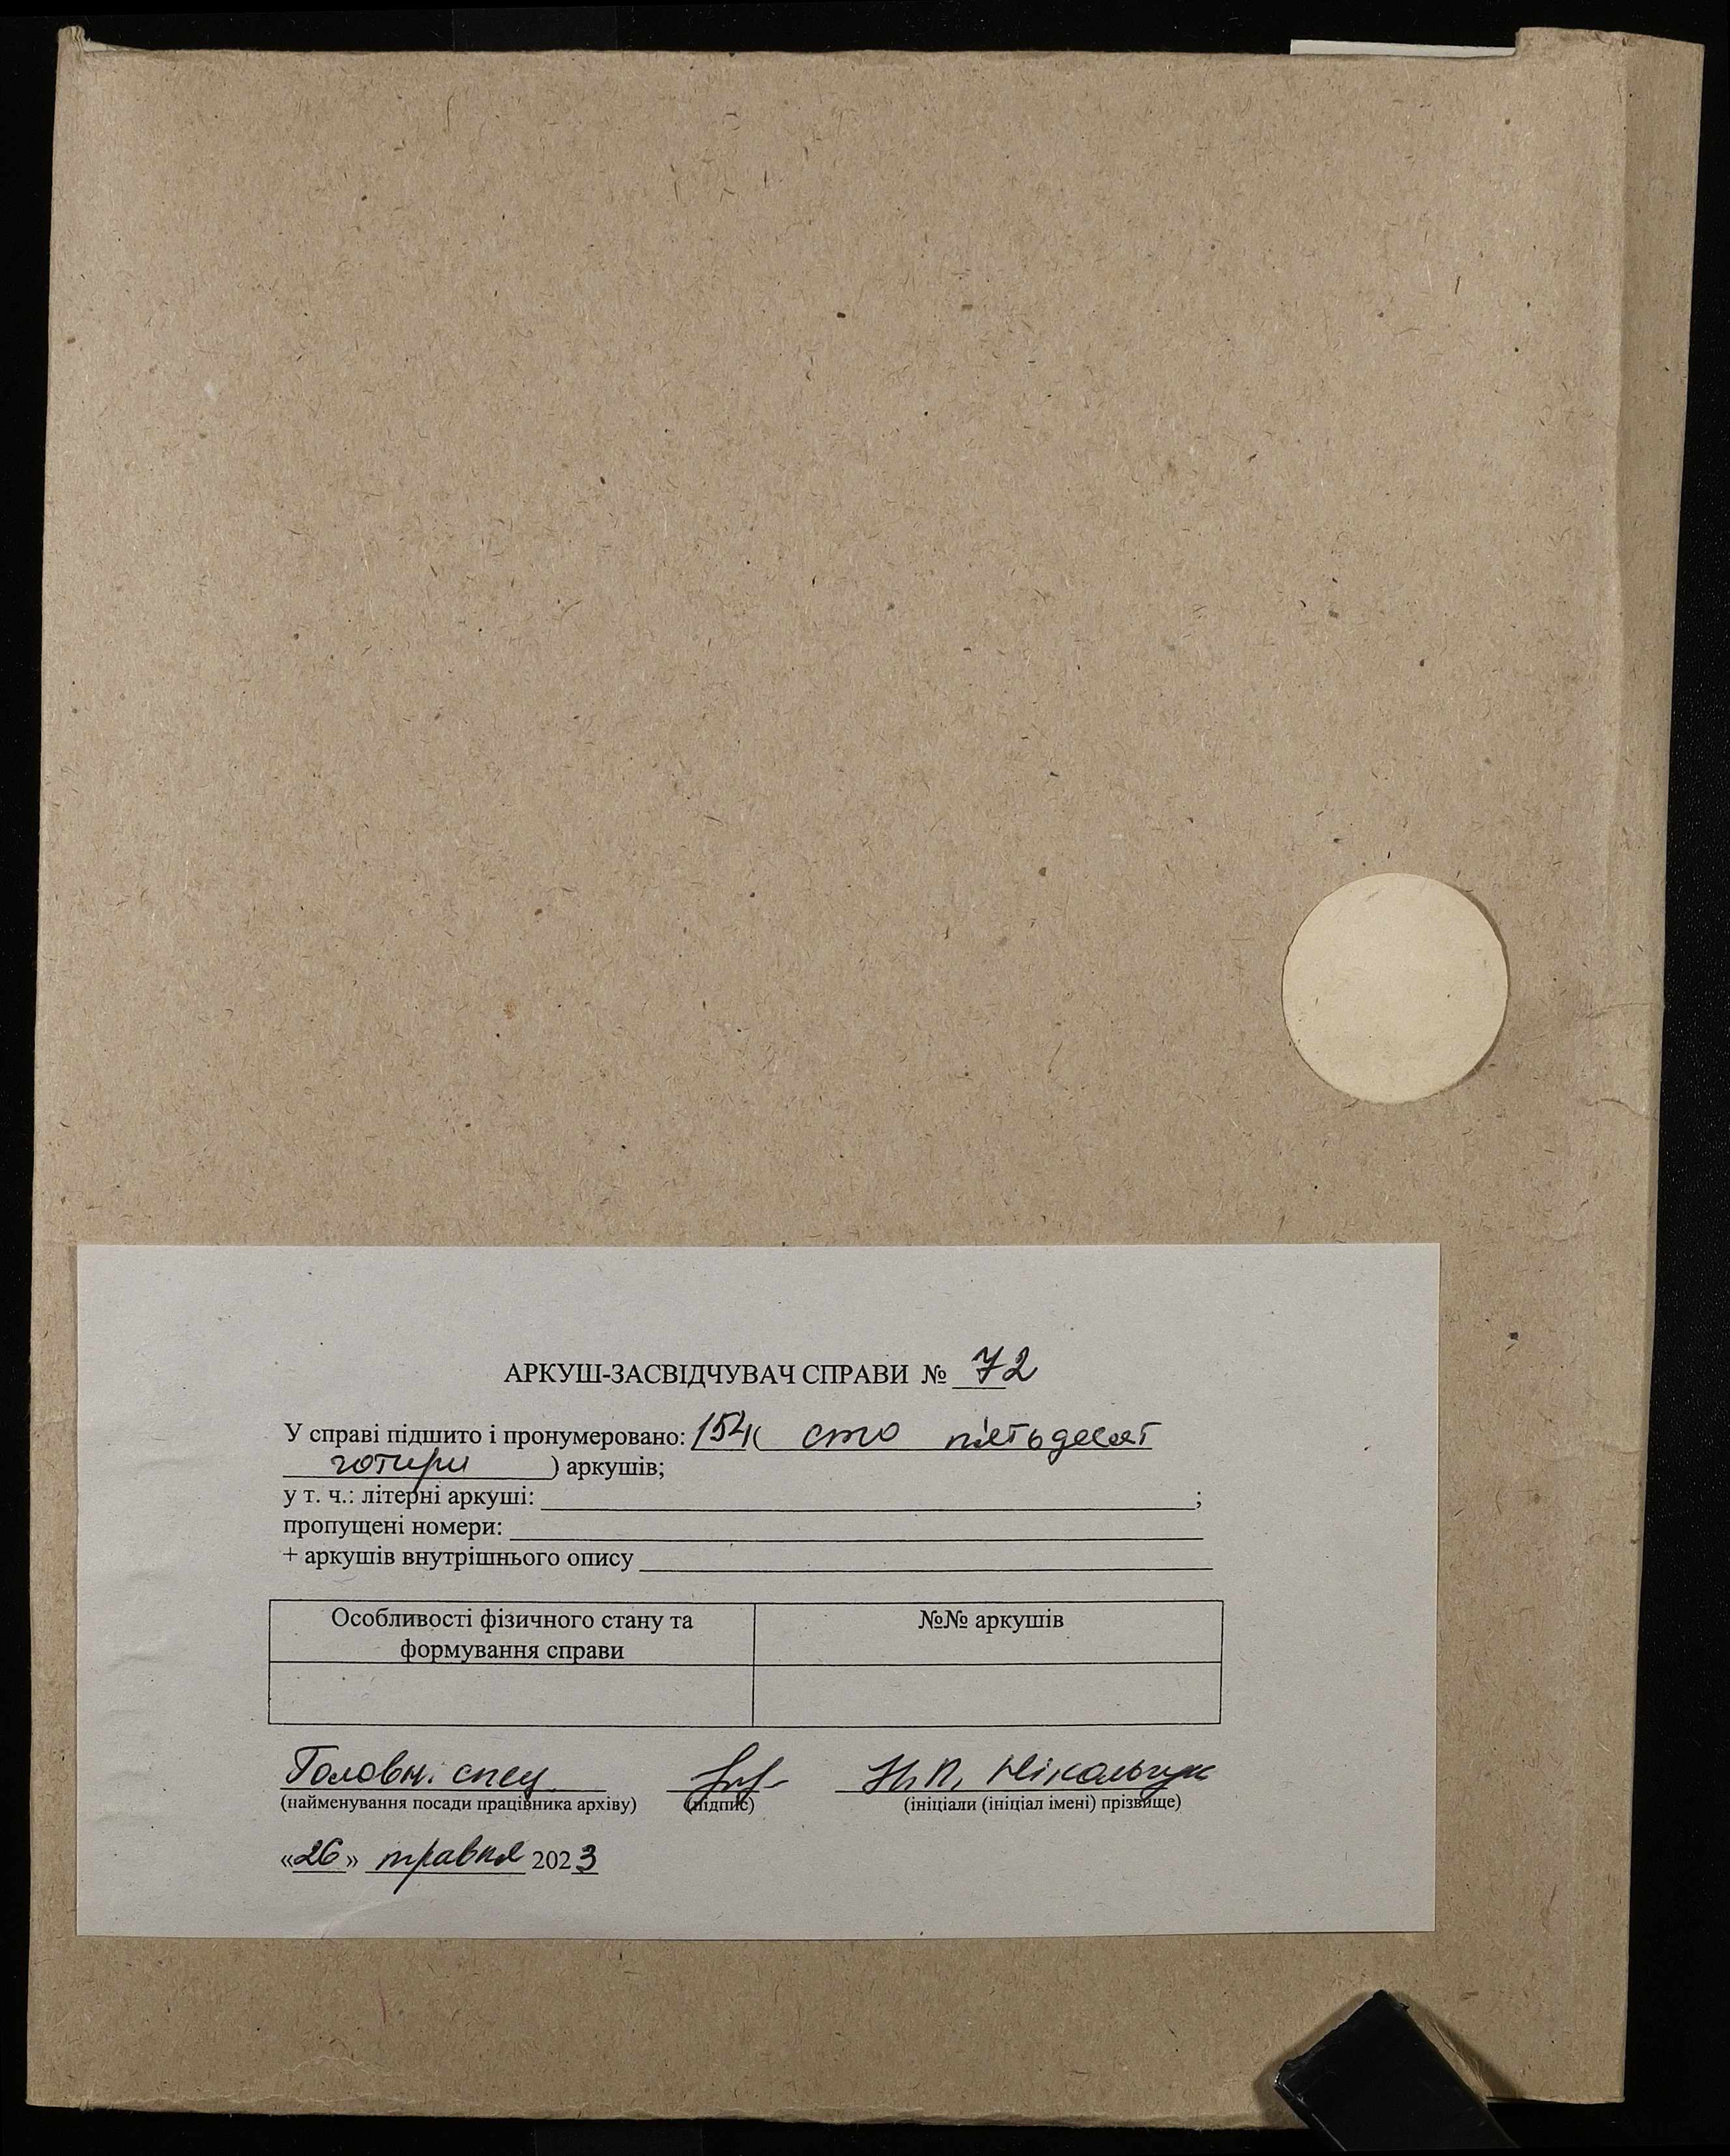 АРКУШ-ЗАСВІДЧУВАЧ СПРАВИ № 72
У справі підшито і пронумеровано: 154( сто пʼятьдесят
чотири ) аркушів;
у т. ч.: літерні аркуші: ;
пропущені номери:
+ аркушів внутрішнього опису
Особливості фізичного стану та
формування справи
№№ аркушів
Головн. спец. Н.П. Нікольчук
(найменування посади працівника архіву) (підпис) (ініціали (ініціал імені) прізвище)
«26» травня 2023